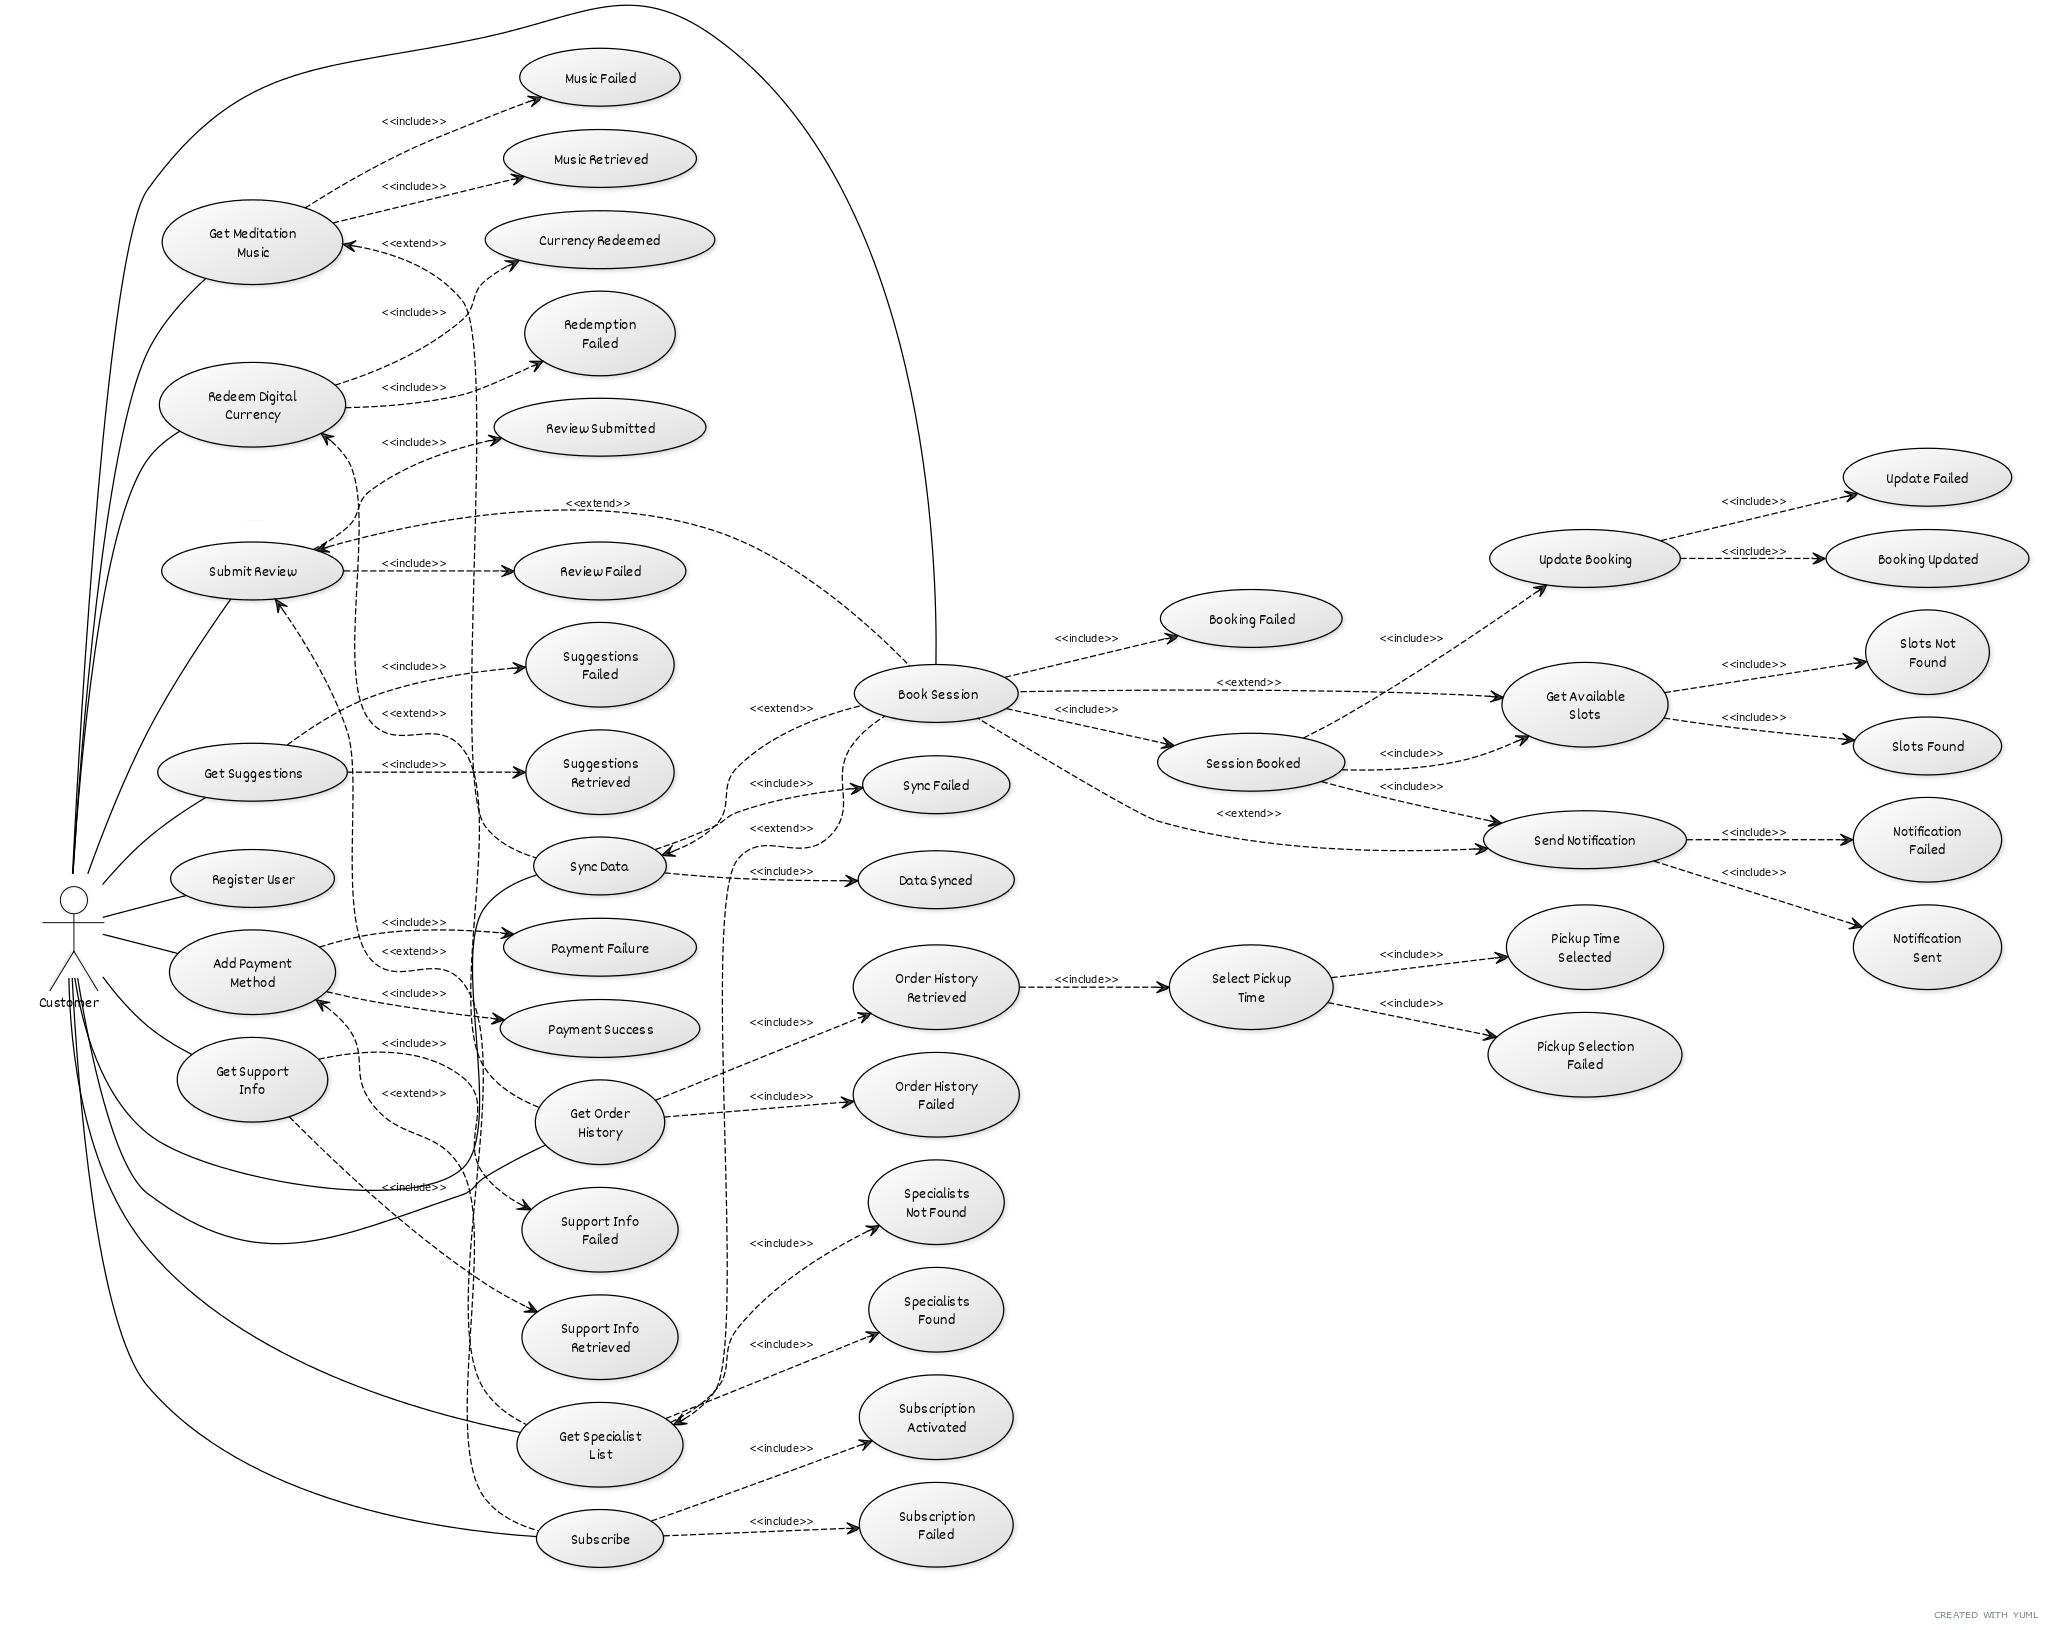 Music Failed
<<include>>
Music Retrieved
<<include>>
Get Meditation
Music
<<extend>>
Currency Redeemed
<<include>>
Redemption
Failed
<<include>>
Redeem Digital
Currency
Review Submitted
<<include>>
<<extend>>
Submit Review
<<include>>
Review Failed
Suggestions
Failed
<<include>>
Get Suggestions
<<include>>
Suggestions
Retrieved
<<extend>>
Register User
Sync Data
Customer
Add Payment
Method
<<include>>
Payment Failure
<<extend>>
<<include>>
Payment Success
Get Support
Info
<<include>>
<<extend>>
Get Order
History
<<include>>
Support Info
Failed
Support Info
Retrieved
Get Specialist
List
Subscribe
Book Session
<<extend>>
<<include>>
Sync Failed
<<extend>>
<<include>>
Data Synced
Order History
Retrieved
<<include>>
<<include>>
Order History
Failed
Specialists
Not Found
<<include>>
Specialists
Found
<<include>>
Subscription
Activated
<<include>>
<<include>>
Subscription
Failed
<<include>>
Booking Failed
<<extend>>
<<include>>
Session Booked
<<extend>>
<<include>>
Select Pickup
Time
<<include>>
Update Booking
Get Available
Slots
<<include>>
<<include>>
Send Notification
<<include>>
Pickup Time
Selected
<<include>>
Pickup Selection
Failed
<<include>>
Update Failed
<<include>>
Booking Updated
<<include>>
Slots Not
Found
<<include>>
Slots Found
<<include>>
Notification
Failed
<<include>>
Notification
Sent
CREATED WITH YUML